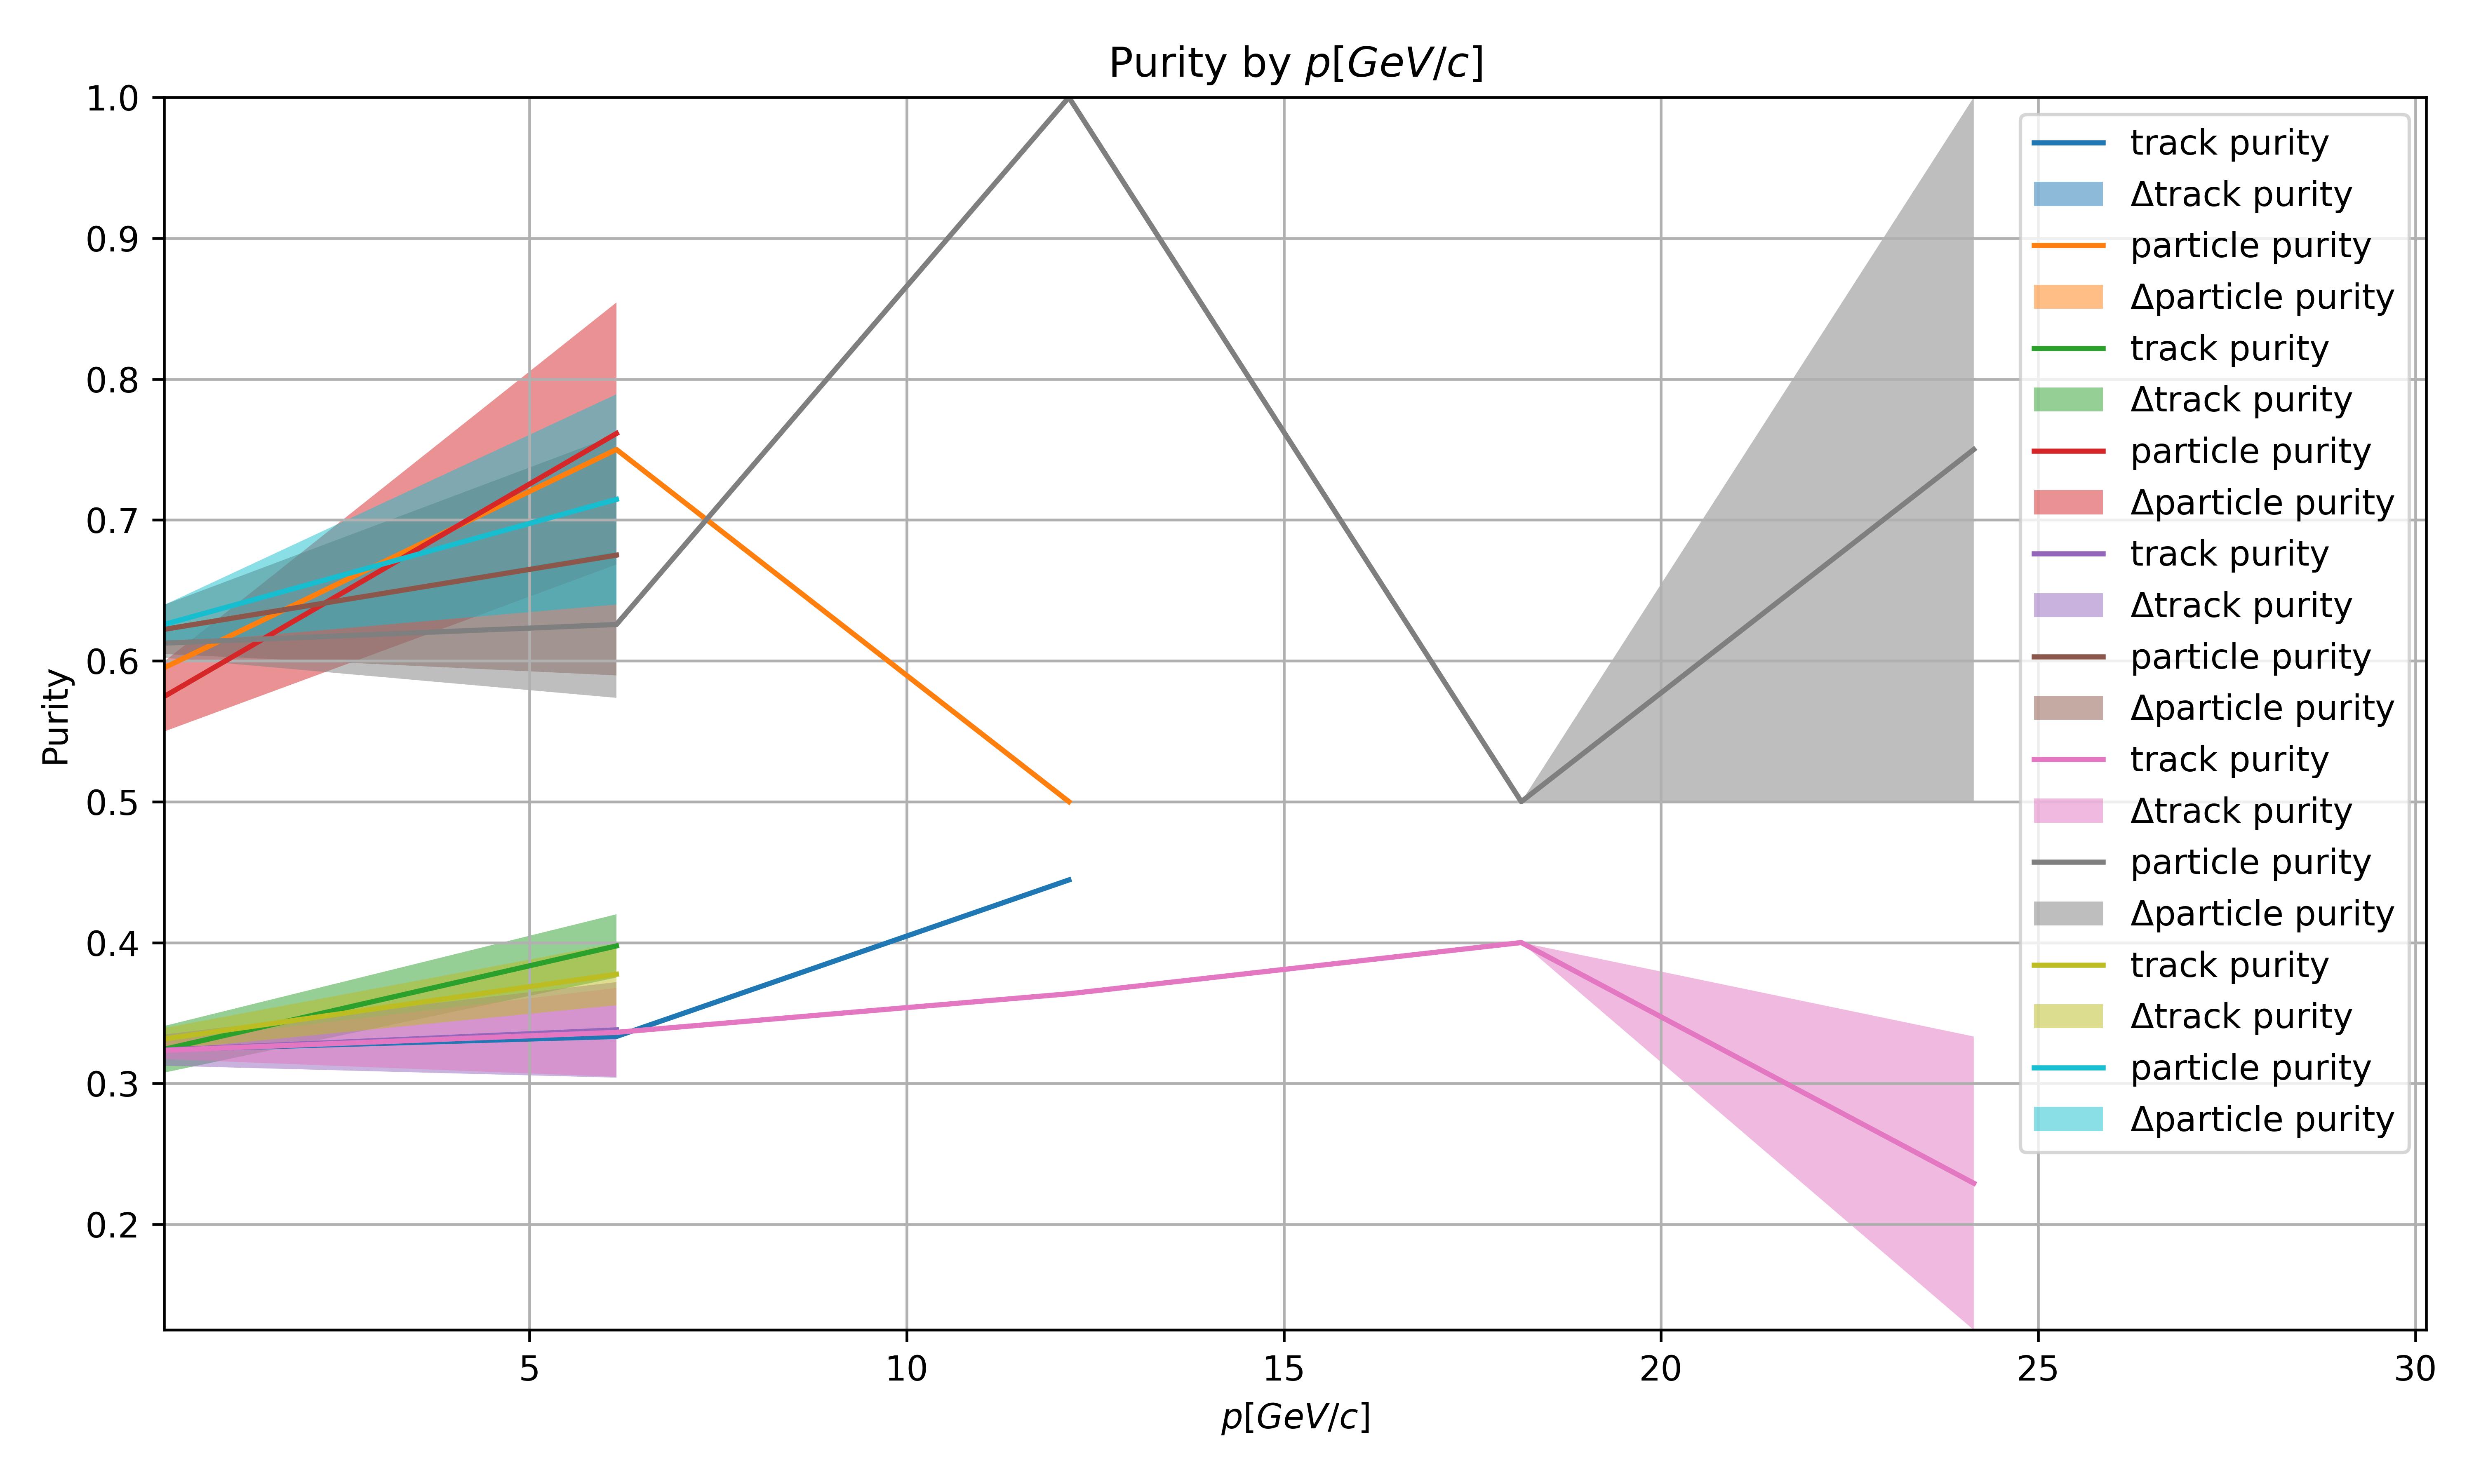 Purity by p[GeV/c]
1.0
0.9
0.8
0.7
0.6
0.5
0.4
0.3
0.2
Purity
5
10
15
20
25
30
p[GeV/c]
track purity
Δtrack purity
particle purity
Δparticle purity
track purity
Δtrack purity
particle purity
Δparticle purity
track purity
Δtrack purity
particle purity
Δparticle purity
track purity
Δtrack purity
particle purity
Δparticle purity
track purity
Δtrack purity
particle purity
Δparticle purity